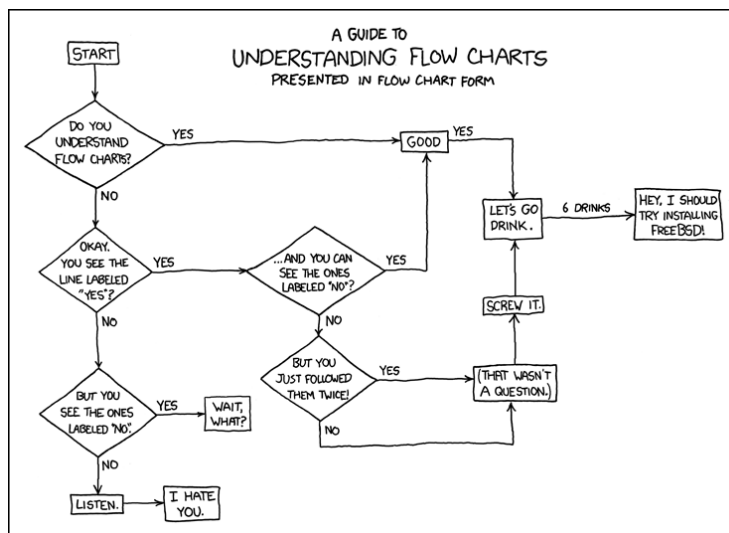 A GUIDE TO
UNDERSTANDING FLOW CHARTS
PRESENTED IN FLOW CHART FORM
START
DO YOU
UNDERSTAND
FLOW CHARTS?
YES
GOOD
YES
NO
LET'S GO
DRINK.
6 DRINKS
HEY, I SHOULD
TRY INSTALLING
FREEBSD!
OKAY.
YOU SEE THE
LINE LABELED
"YES"?
YES
...AND YOU CAN
SEE THE ONES
LABELED "NO"?
YES
NO
NO
SCREW IT.
BUT YOU
JUST FOLLOWED
THEM TWICE!
YES
(THAT WASN'T
A QUESTION.)
NO
BUT YOU
SEE THE ONES
LABELED "NO".
YES
WAIT,
WHAT?
NO
LISTEN.
I HATE
YOU.